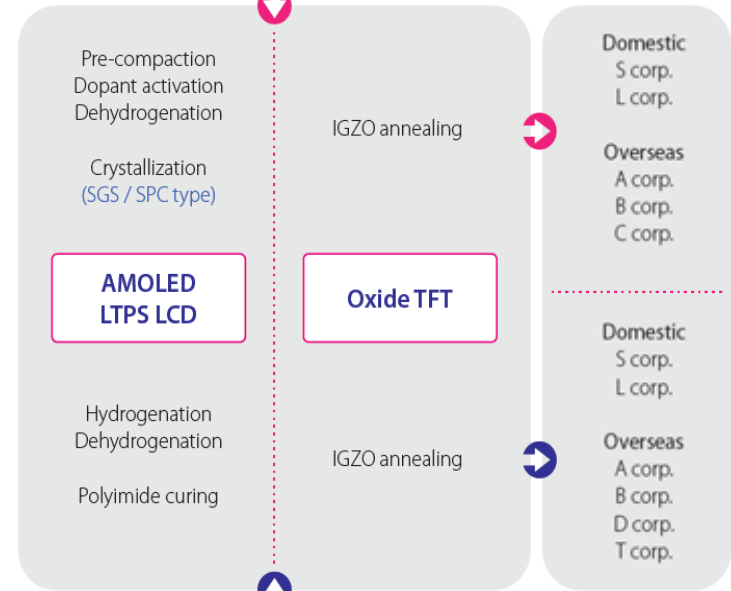 Pre-compaction
Dopant activation
Dehydrogenation
Crystallization
(SGS / SPC type)
IGZO annealing
AMOLED
LTPS LCD
Oxide TFT
Hydrogenation
Dehydrogenation
Polyimide curing
IGZO annealing
Domestic
S corp.
L corp.
Overseas
A corp.
B corp.
C corp.
Domestic
S corp.
L corp.
Overseas
A corp.
B corp.
D corp.
T corp.